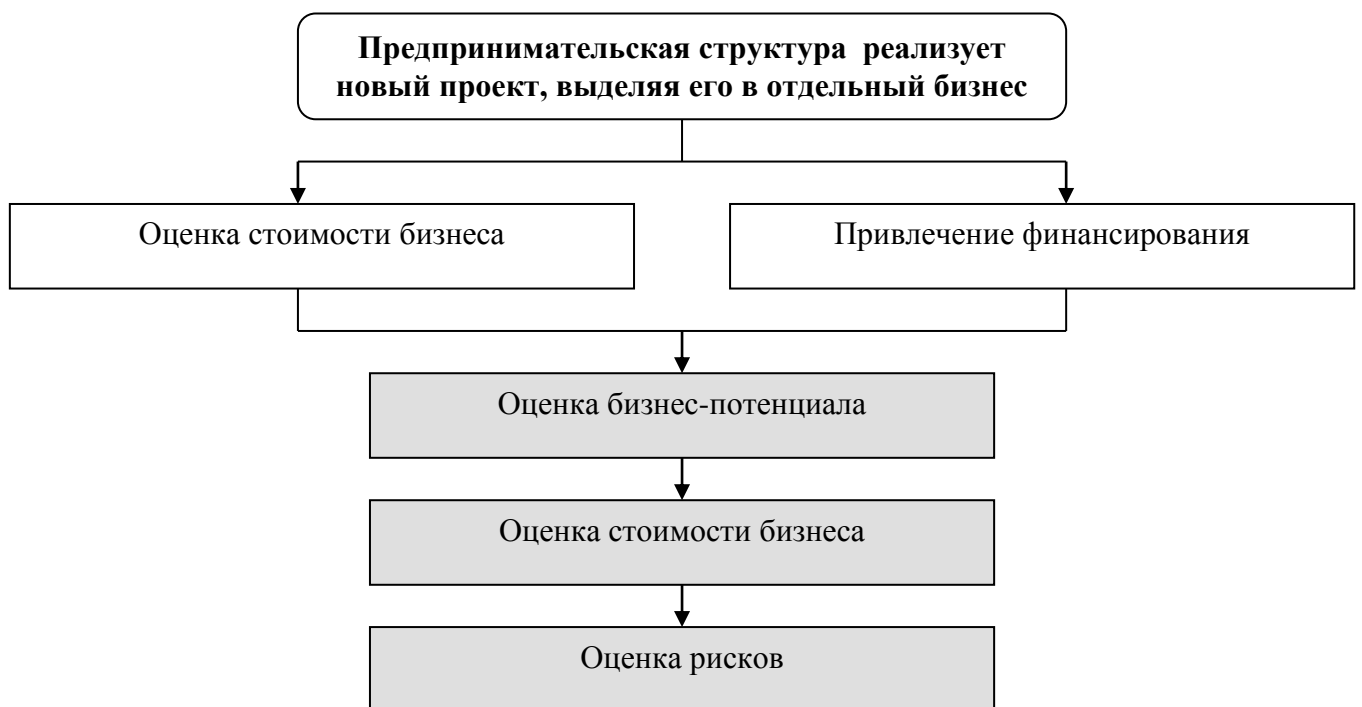 Предпринимательская структура реализует
новый проект, выделяя его в отдельный бизнес
Оценка стоимости бизнеса
Привлечение финансирования
Оценка бизнес-потенциала
Оценка стоимости бизнеса
Оценка рисков